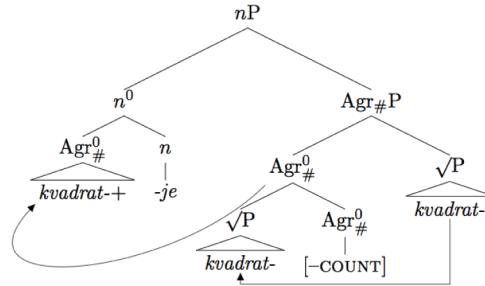 nP
n⁰ Agr#P
Agr⁰# n Agr⁰# √P
kvadrat-+ -je √P Agr⁰# kvadrat-
kvadrat- [−COUNT]